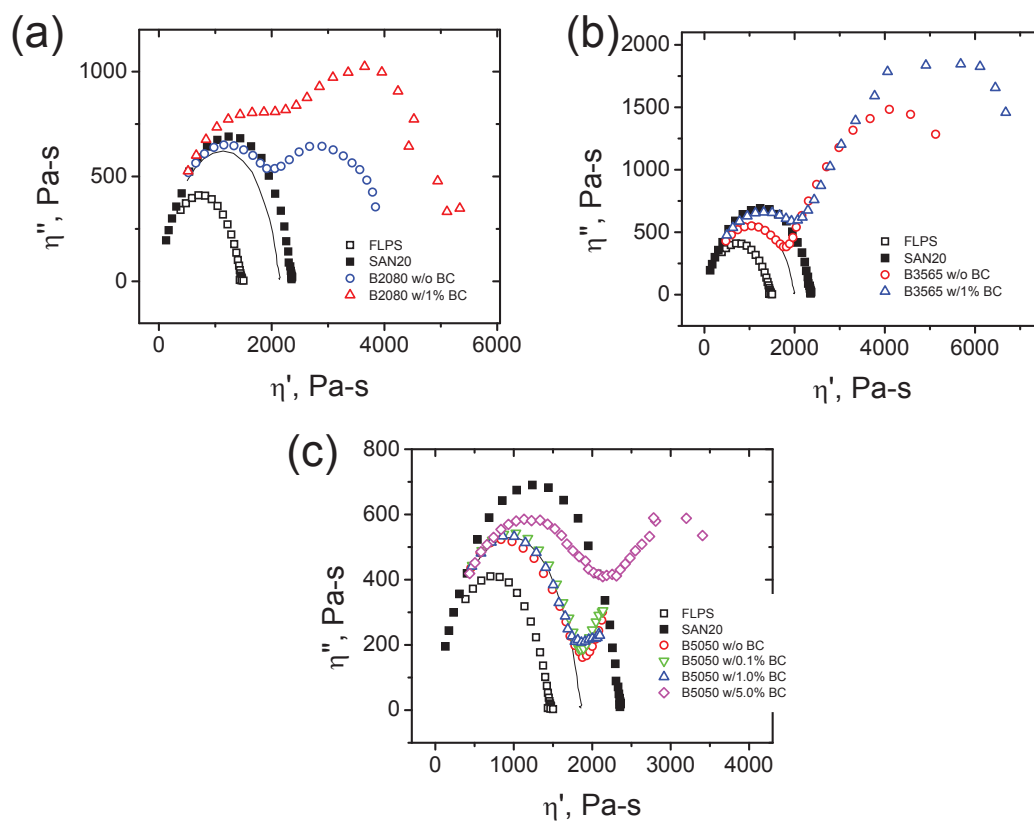 (a)
η'', Pa-s
1000
500
0
FLPS
SAN20
B2080 w/o BC
B2080 w/1% BC
0 2000 4000 6000
η', Pa-s
(b)
η'', Pa-s
2000
1500
1000
500
0
FLPS
SAN20
B3565 w/o BC
B3565 w/1% BC
0 2000 4000 6000
η', Pa-s
(c)
η'', Pa-s
800
600
400
200
0
FLPS
SAN20
B5050 w/o BC
B5050 w/0.1% BC
B5050 w/1.0% BC
B5050 w/5.0% BC
0 1000 2000 3000 4000
η', Pa-s